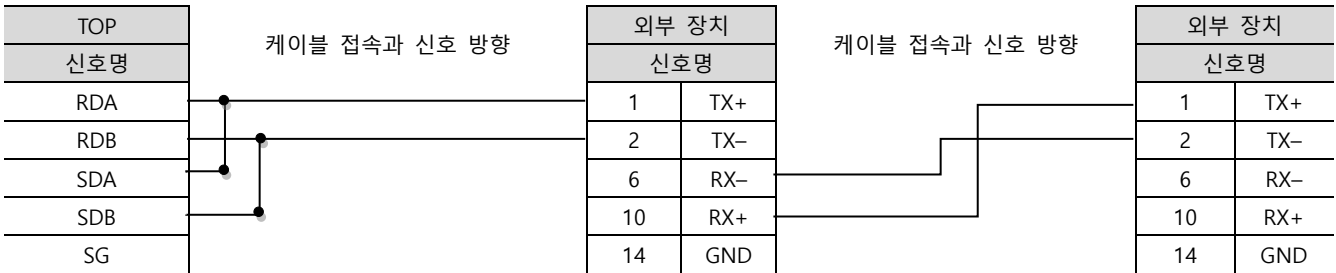 TOP 케이블 접속과 신호 방향 외부 장치 케이블 접속과 신호 방향 외부 장치
신호명 신호명 신호명
RDA 1 TX+ 1 TX+
RDB 2 TX– 2 TX–
SDA 6 RX– 6 RX–
SDB 10 RX+ 10 RX+
SG 14 GND 14 GND